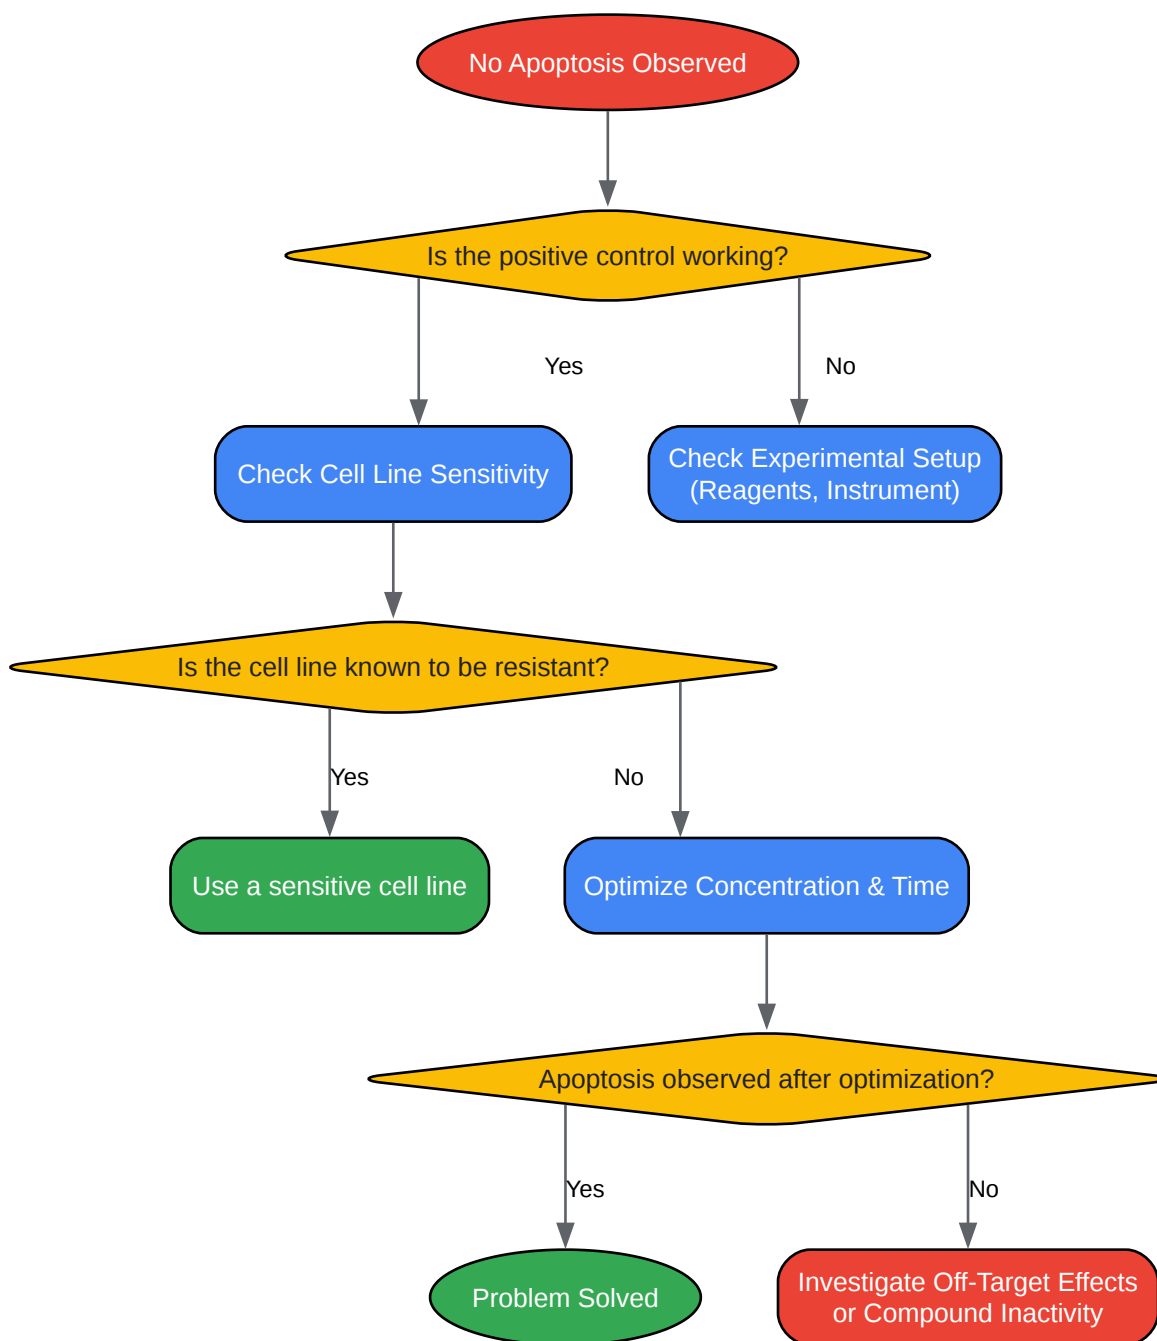 No Apoptosis Observed
Is the positive control working?
Yes
No
Check Cell Line Sensitivity
Check Experimental Setup
(Reagents, Instrument)
Is the cell line known to be resistant?
Yes
No
Use a sensitive cell line
Optimize Concentration & Time
Apoptosis observed after optimization?
Yes
No
Problem Solved
Investigate Off-Target Effects
or Compound Inactivity